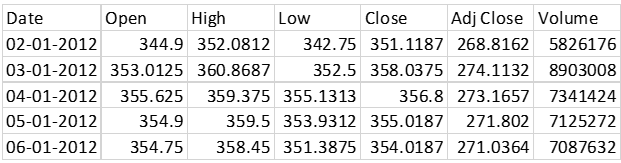 Date Open High Low Close Adj Close Volume
02-01-2012 344.9 352.0812 342.75 351.1187 268.8162 5826176
03-01-2012 353.0125 360.8687 352.5 358.0375 274.1132 8903008
04-01-2012 355.625 359.375 355.1313 356.8 273.1657 7341424
05-01-2012 354.9 359.5 353.9312 355.0187 271.802 7125272
06-01-2012 354.75 358.45 351.3875 354.0187 271.0364 7087632